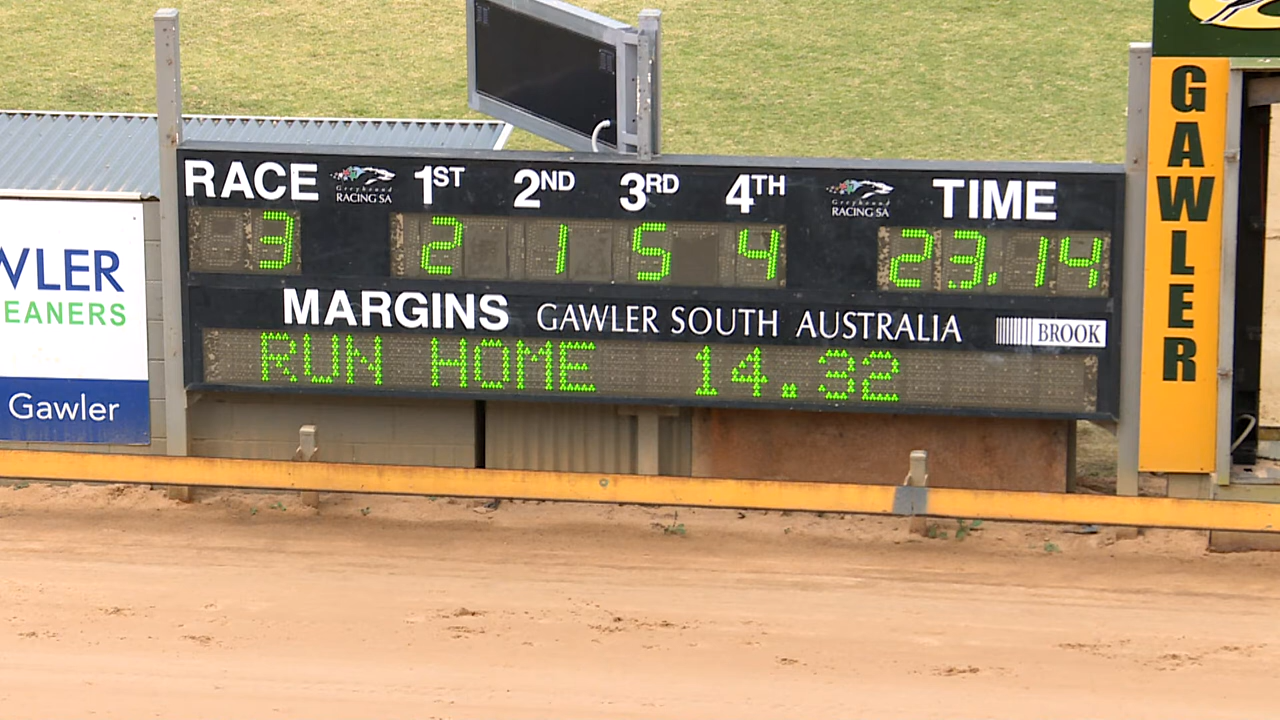 RACE Greyhound RACING SA 1ST 2ND 3RD 4TH Greyhound RACING SA TIME
3 2 1 5 4 23.14
MARGINS GAWLER SOUTH AUSTRALIA BROOK
RUN HOME 14.32
WLER
EANERS
Gawler
GAWLER